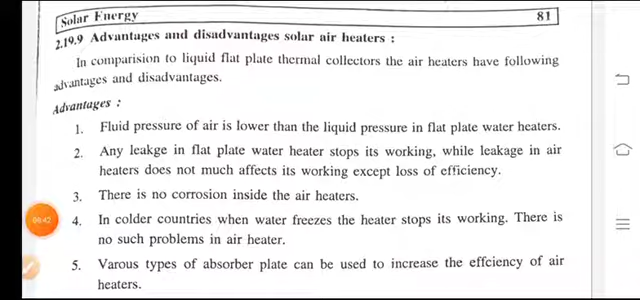 Solar Energy 81
2.19.9 Advantages and disadvantages solar air heaters :
In comparision to liquid flat plate thermal collectors the air heaters have following
advantages and disadvantages.
Advantages :
1. Fluid pressure of air is lower than the liquid pressure in flat plate water heaters.
2. Any leakge in flat plate water heater stops its working, while leakage in air
heaters does not much affects its working except loss of efficiency.
3. There is no corrosion inside the air heaters.
4. In colder countries when water freezes the heater stops its working. There is
no such problems in air heater.
5. Varous types of absorber plate can be used to increase the effciency of air
heaters.